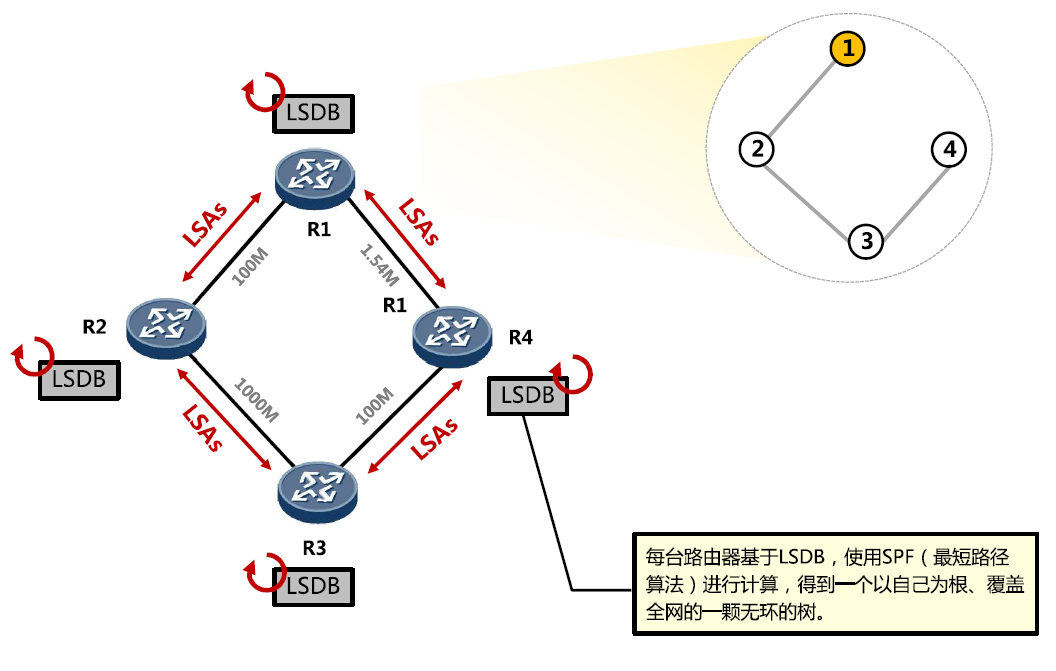 1
2
4
3
LSDB
R1
LSAs
LSAs
100M
1.54M
R1
R2
R4
LSDB
LSDB
1000M
100M
LSAs
LSAs
R3
LSDB
每台路由器基于LSDB，使用SPF（最短路径
算法）进行计算，得到一个以自己为根、覆盖
全网的一颗无环的树。